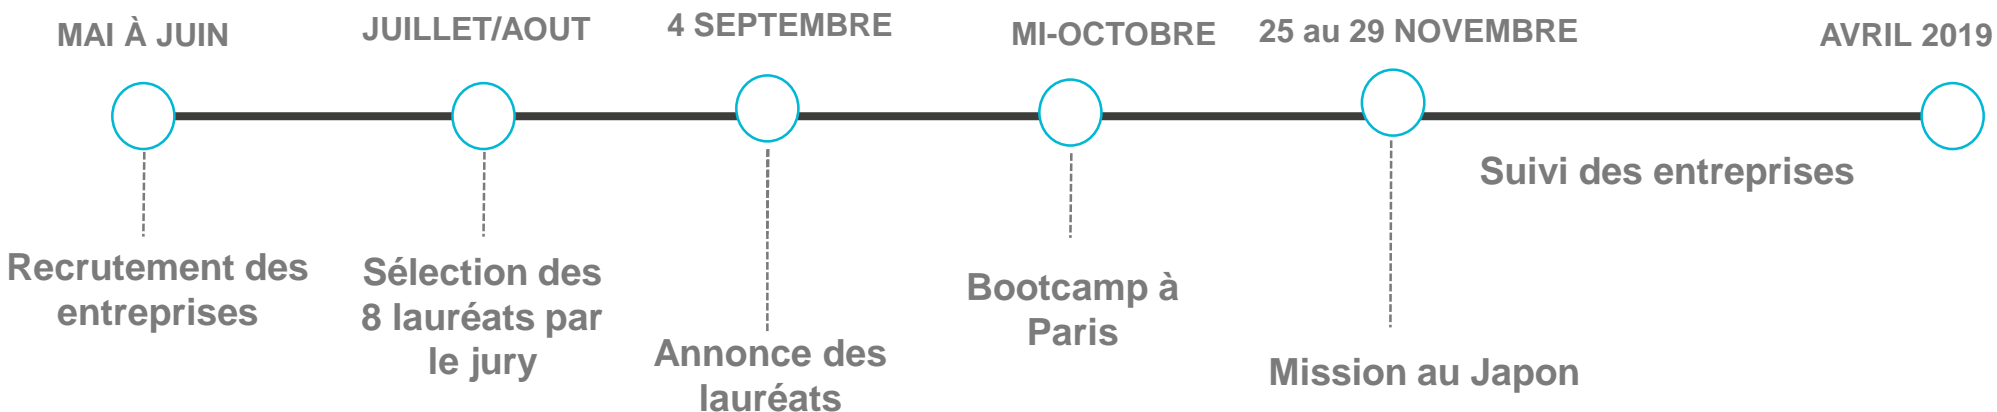 MAI À JUIN
JUILLET/AOUT
4 SEPTEMBRE
MI-OCTOBRE
25 au 29 NOVEMBRE
AVRIL 2019
Recrutement des
entreprises
Sélection des
8 lauréats par
le jury
Annonce des
lauréats
Bootcamp à
Paris
Mission au Japon
Suivi des entreprises